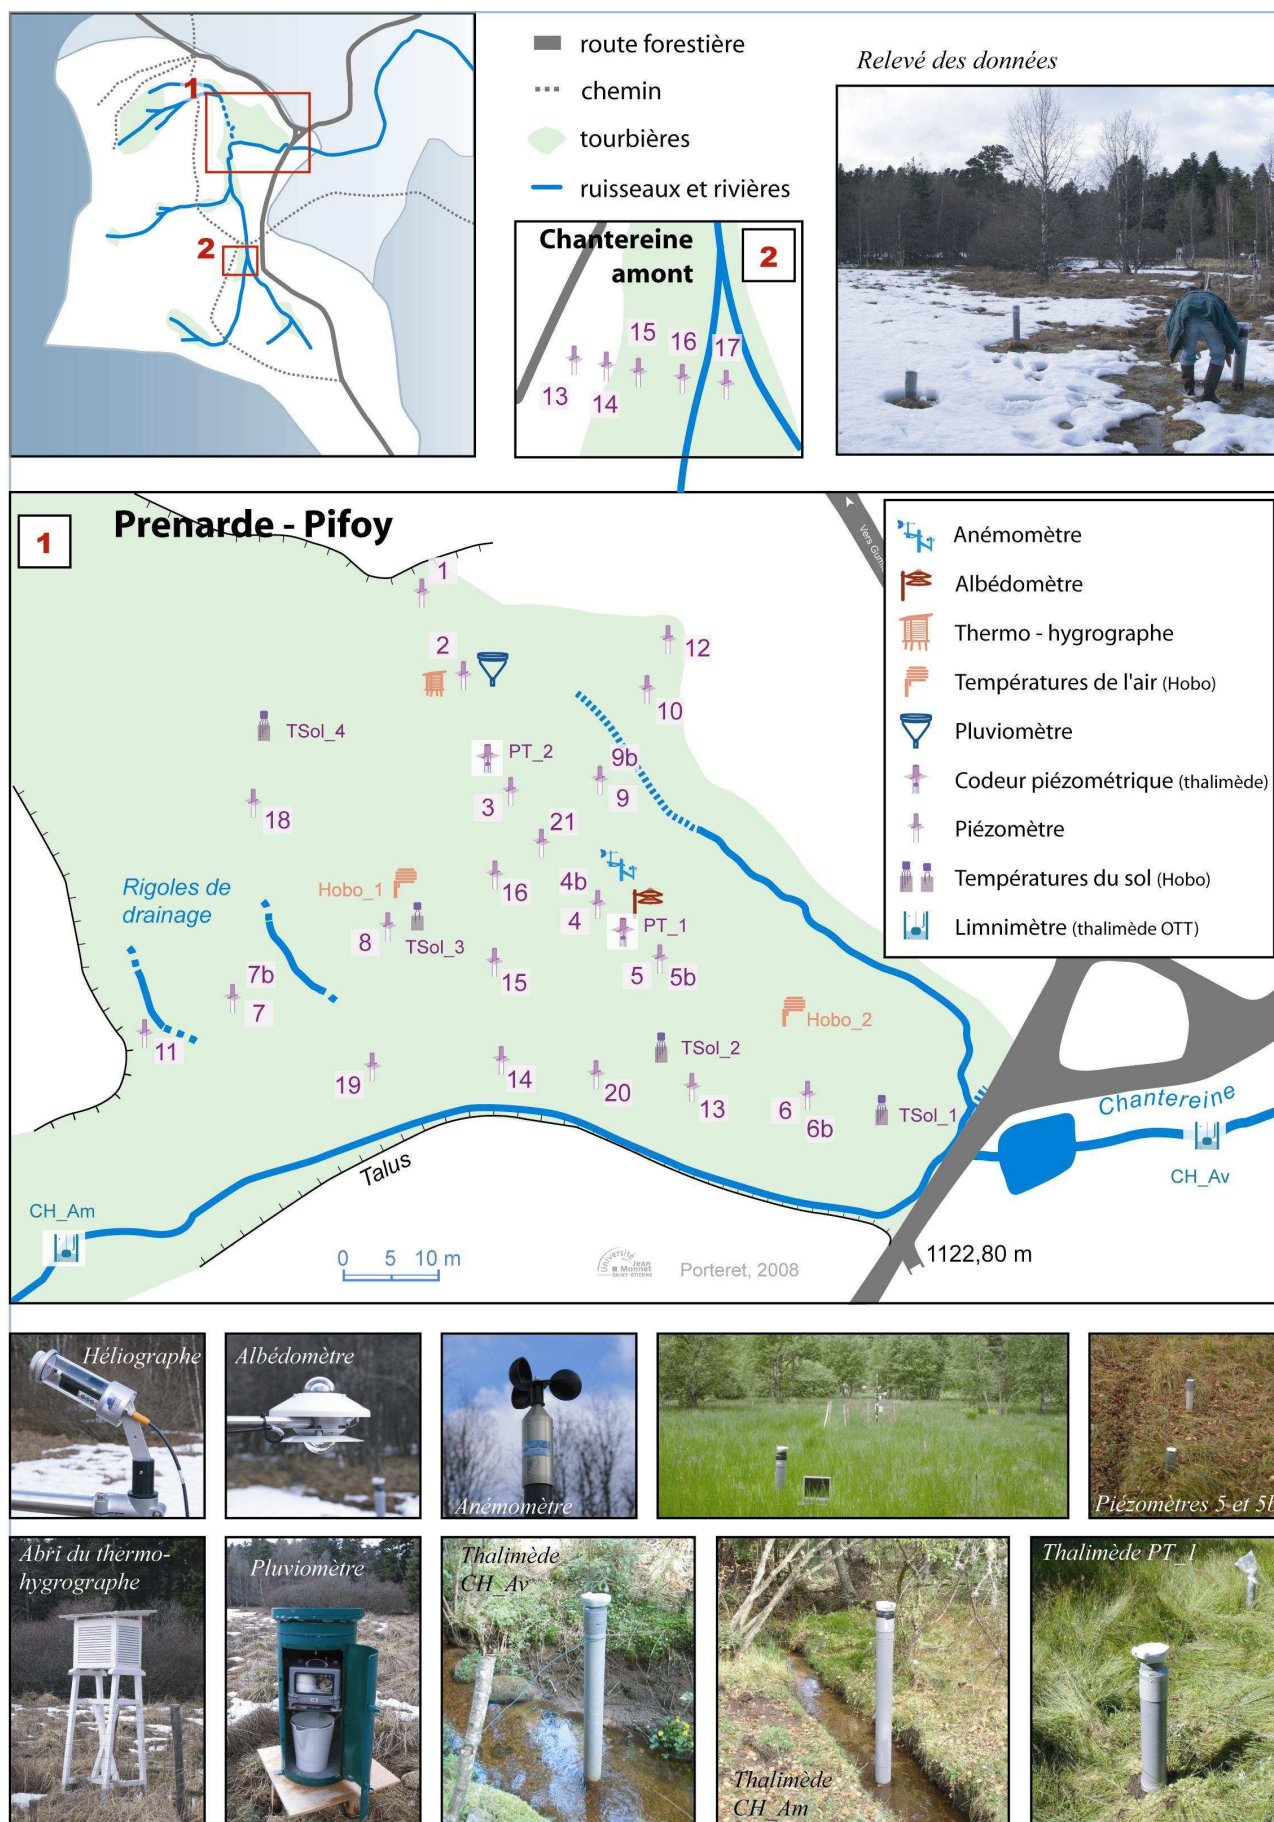 1
2
route forestière
chemin
tourbières
ruisseaux et rivières
Relevé des données
Chantereine
amont
2
15
16
17
13
14
1
Prenarde - Pifoy
1
2
12
10
TSol_4
PT_2
9b
3
9
18
21
Hobo_1
16
4b
4
8
TSol_3
PT_1
Rigoles de
drainage
15
5
5b
7b
7
Hobo_2
11
TSol_2
19
14
20
13
6
6b
TSol_1
Talus
CH_Am
Chantereine
CH_Av
0 5 10 m
université
Jean
Monnet
SAINT-ETIENNE
Porteret, 2008
1122,80 m
Anémomètre
Albédomètre
Thermo - hygrographe
Températures de l'air (Hobo)
Pluviomètre
Codeur piézométrique (thalimède)
Piézomètre
Températures du sol (Hobo)
Limnimètre (thalimède OTT)
Héliographe
Albédomètre
Anémomètre
Piézomètres 5 et 5b
Abri du thermo-
hygrographe
Pluviomètre
Thalimède
CH_Av
Thalimède
CH_Am
Thalimède PT_1